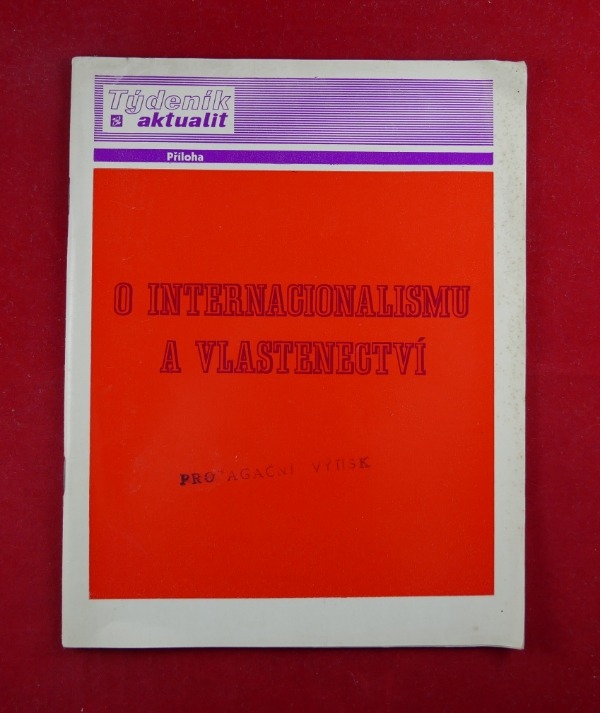 Týdeník
aktualit
Příloha
O INTERNACIONALISMU
A VLASTENECTVÍ
PROPAGAČNÍ VÝTISK